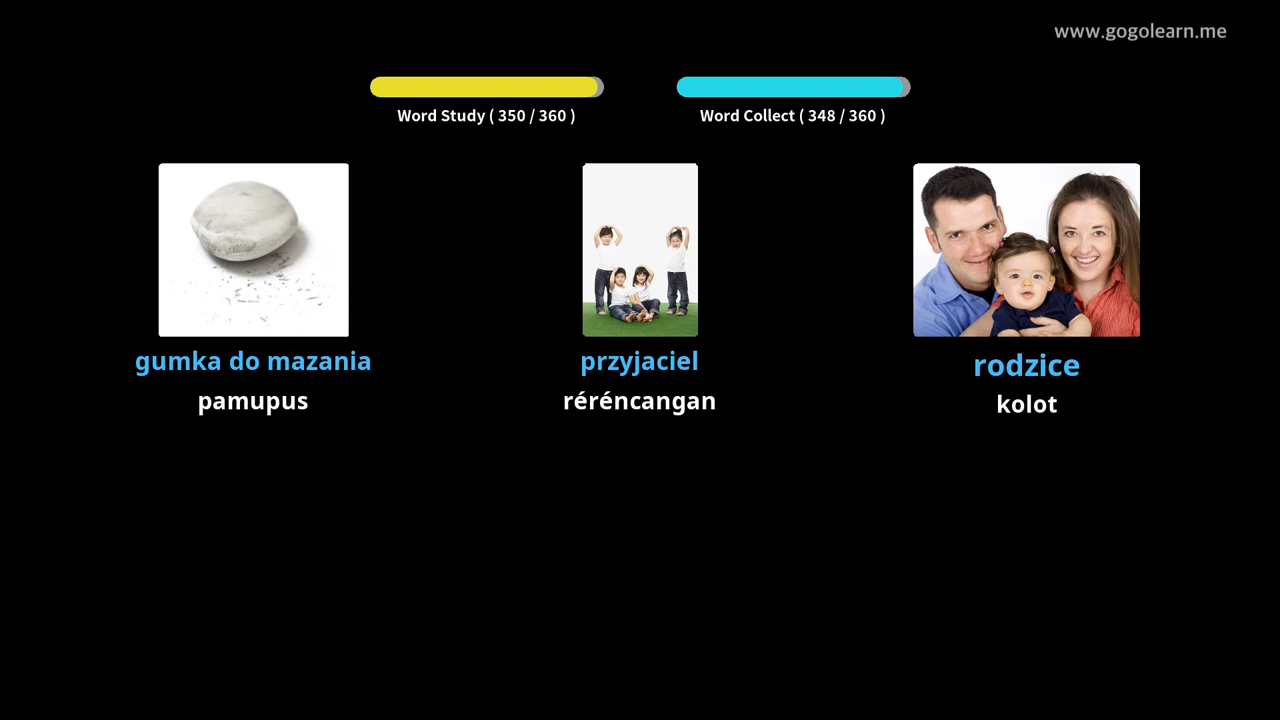 www.gogolearn.me
Word Study ( 350 / 360 )
Word Collect ( 348 / 360 )
gumka do mazania
przyjaciel
rodzice
pamupus
réréncangan
kolot